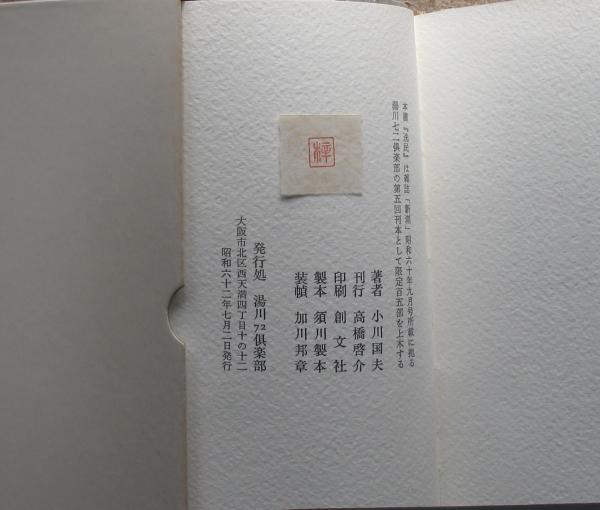 本書『逸民』は雑誌「新潮」昭和六十年九月号所載に拠る
湯川七二倶楽部の第五回刊本として限定百五部を上木する
著者 小川国夫
刊行 高橋啓介
印刷 創文社
製本 須川製本
装幀 加川邦章
発行処 湯川72倶楽部
大阪市北区西天満四丁目十の十二
昭和六十二年七月二日発行
梓